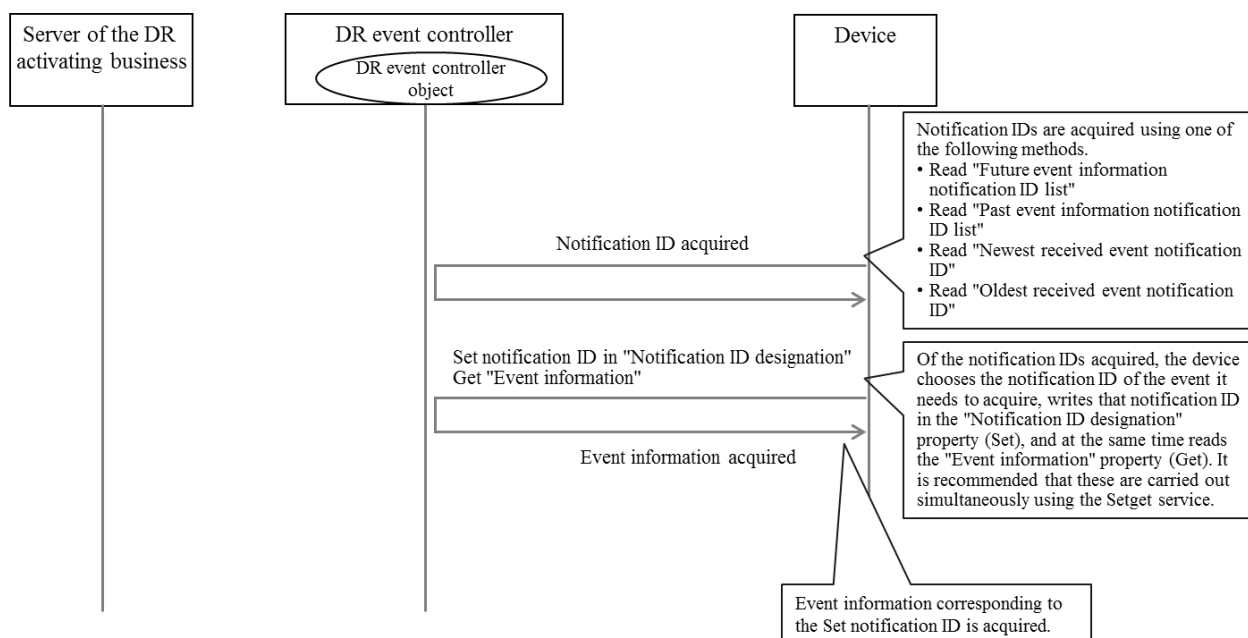 Server of the DR
activating business
DR event controller
DR event controller
object
Device
Notification IDs are acquired using one of
the following methods.
• Read "Future event information
notification ID list"
• Read "Past event information notification
ID list"
• Read "Newest received event notification
ID"
• Read "Oldest received event notification
ID"
Notification ID acquired
Set notification ID in "Notification ID designation"
Get "Event information"
Event information acquired
Of the notification IDs acquired, the device
chooses the notification ID of the event it
needs to acquire, writes that notification ID
in the "Notification ID designation"
property (Set), and at the same time reads
the "Event information" property (Get). It
is recommended that these are carried out
simultaneously using the Setget service.
Event information corresponding to
the Set notification ID is acquired.